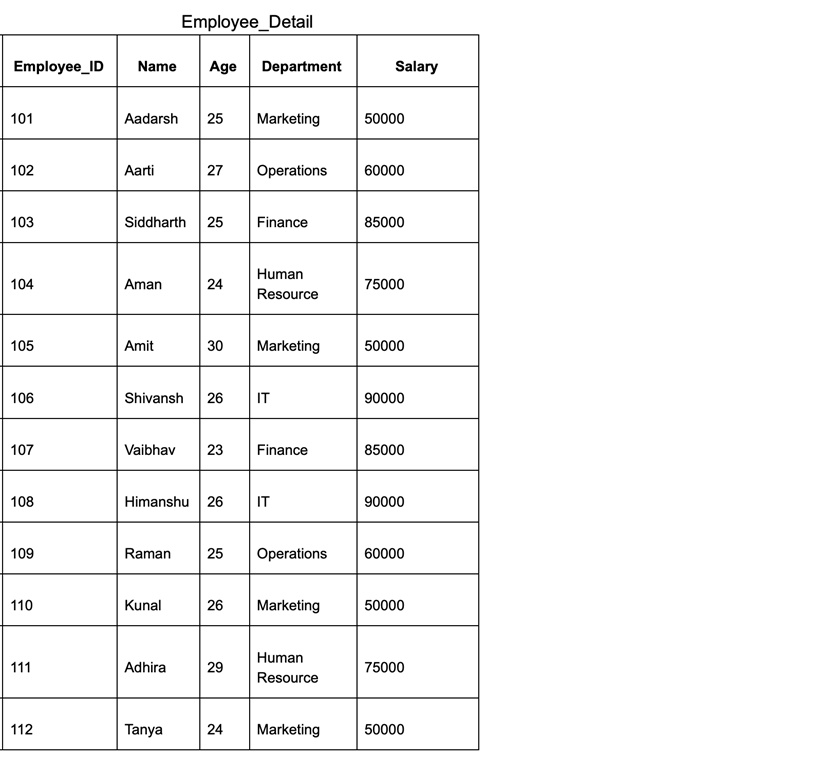 Employee_Detail
Employee_ID Name Age Department Salary
101 Aadarsh 25 Marketing 50000
102 Aarti 27 Operations 60000
103 Siddharth 25 Finance 85000
104 Aman 24 Human Resource 75000
105 Amit 30 Marketing 50000
106 Shivansh 26 IT 90000
107 Vaibhav 23 Finance 85000
108 Himanshu 26 IT 90000
109 Raman 25 Operations 60000
110 Kunal 26 Marketing 50000
111 Adhira 29 Human Resource 75000
112 Tanya 24 Marketing 50000